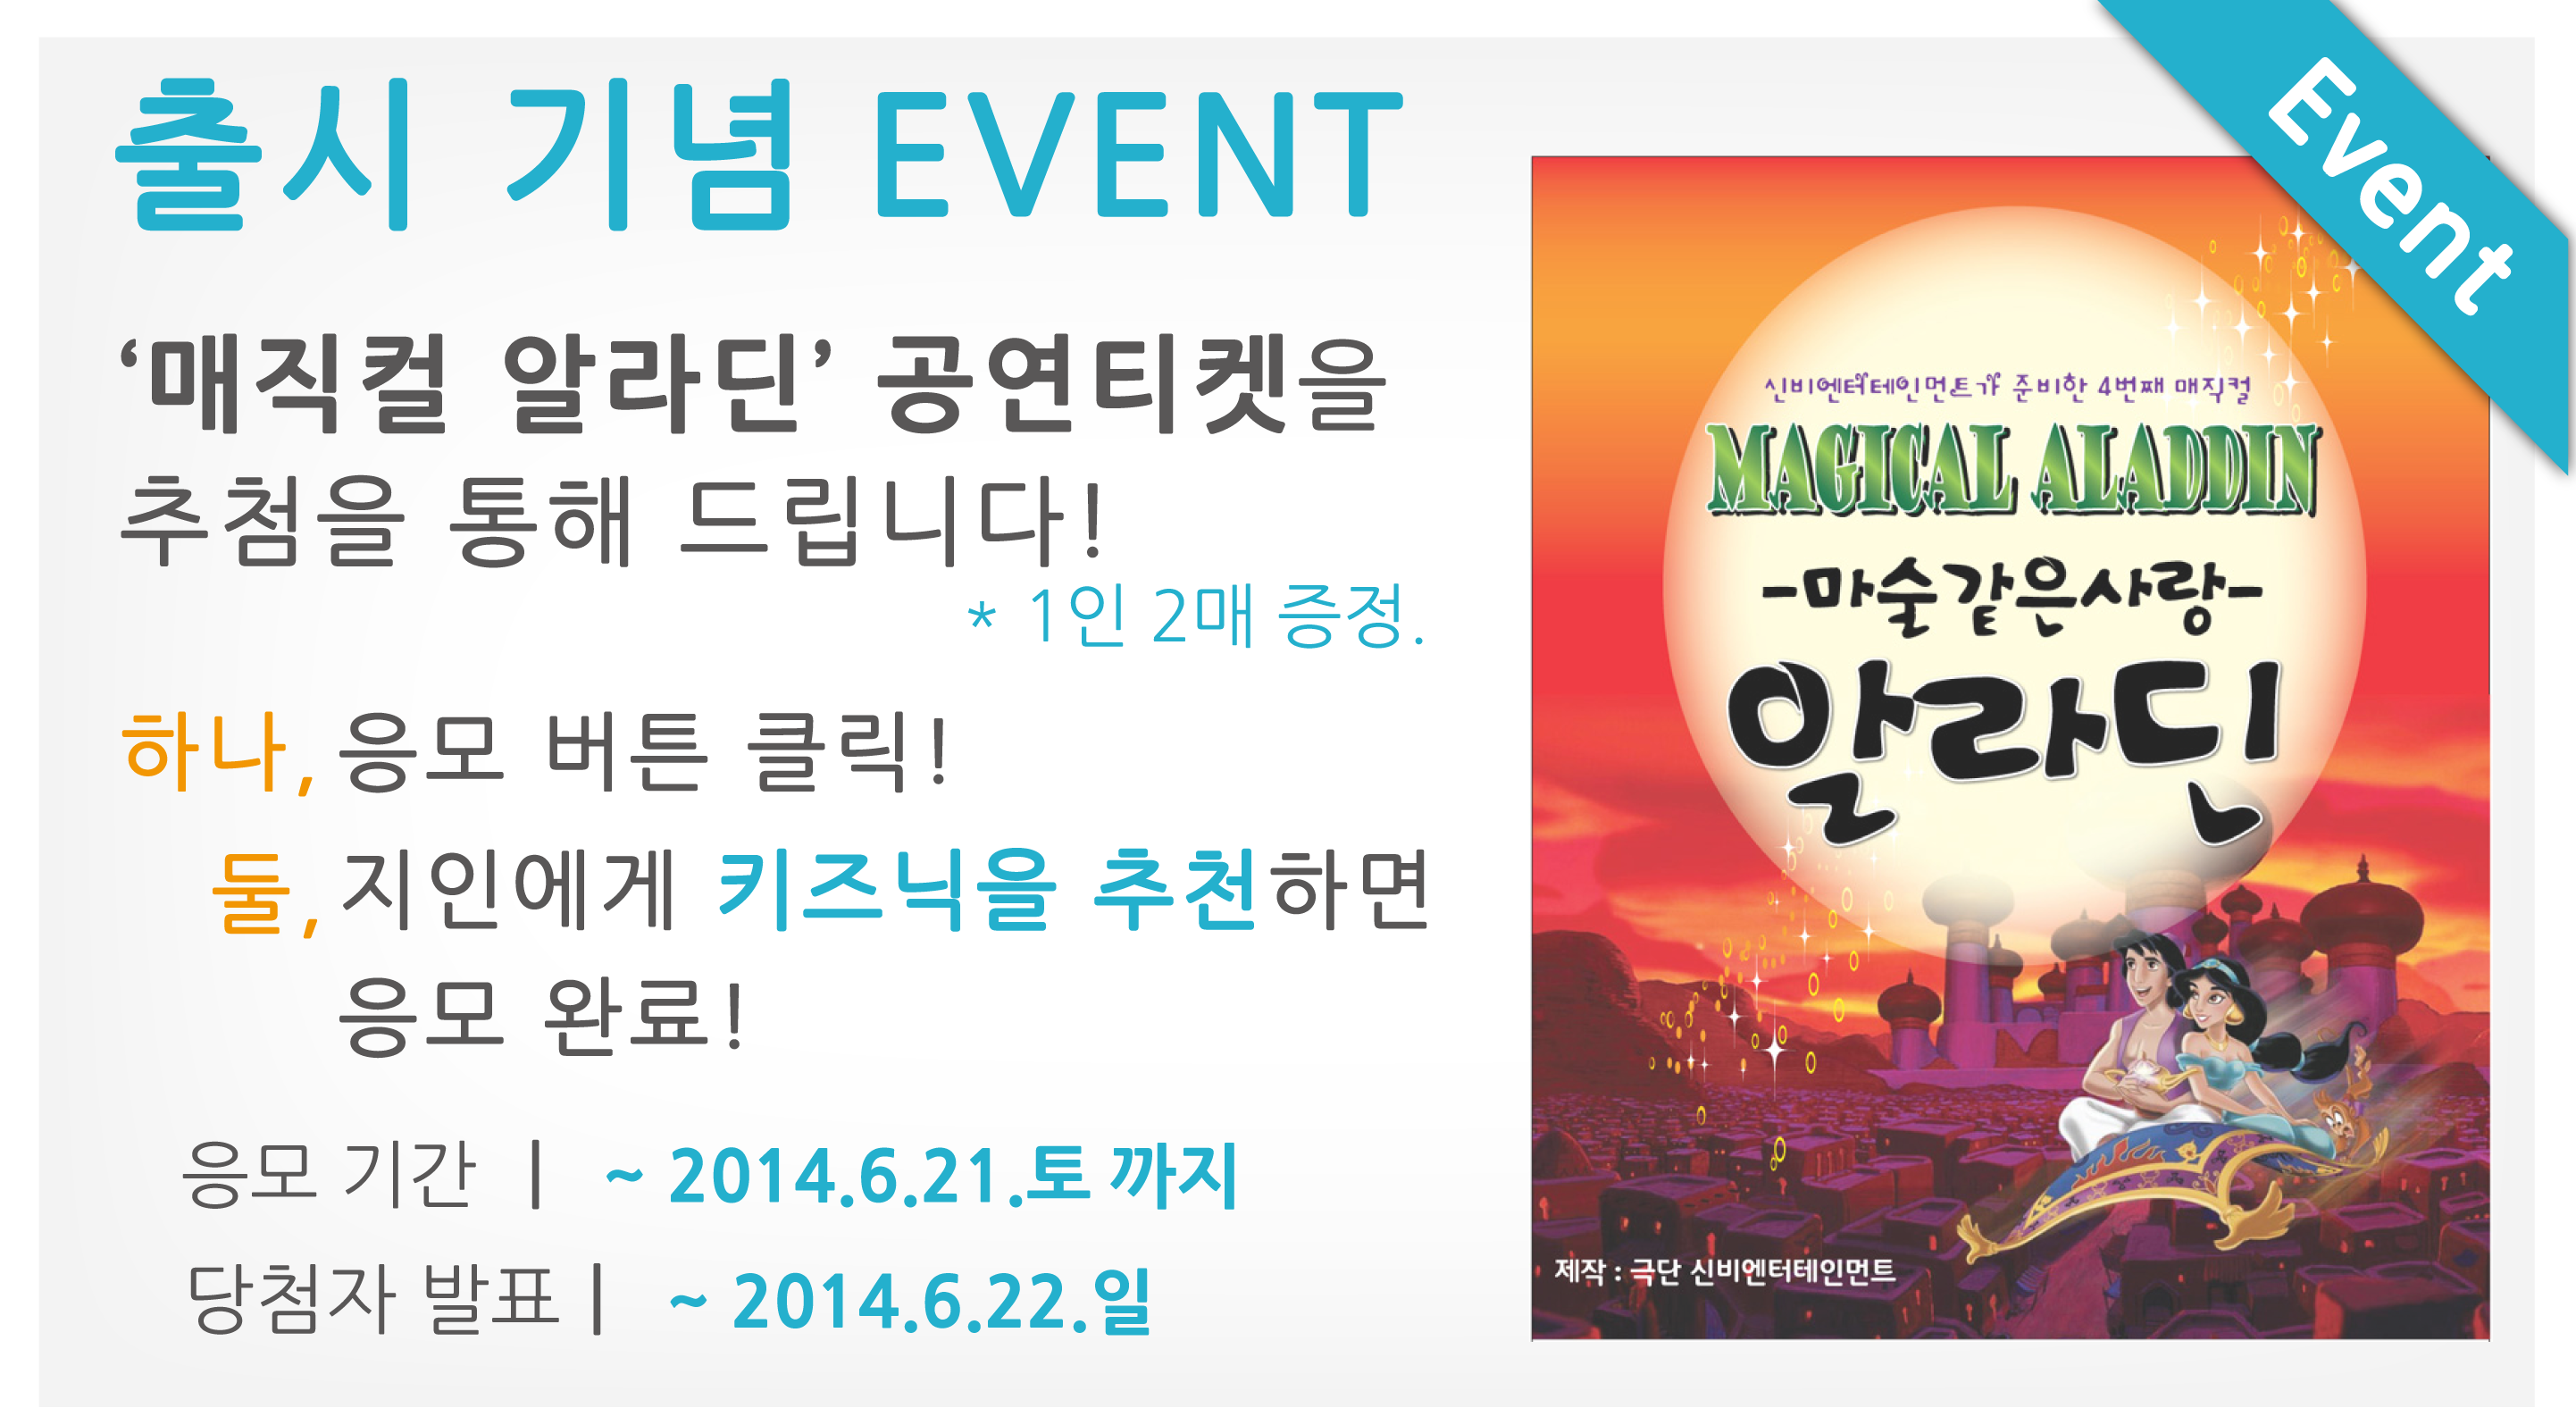 출시 기념 EVENT
‘매직컬 알라딘’ 공연티켓을
추첨을 통해 드립니다!
* 1인 2매 증정.
하나, 응모 버튼 클릭!
둘, 지인에게 키즈닉을 추천하면
응모 완료!
응모 기간 | ~ 2014.6.21.토 까지
당첨자 발표 | ~ 2014.6.22.일
Event
신비엔터테인먼트가 준비한 4번째 매직컬
MAGICAL ALADDIN
-마술같은사랑-
알라딘
제작 : 극단 신비엔터테인먼트